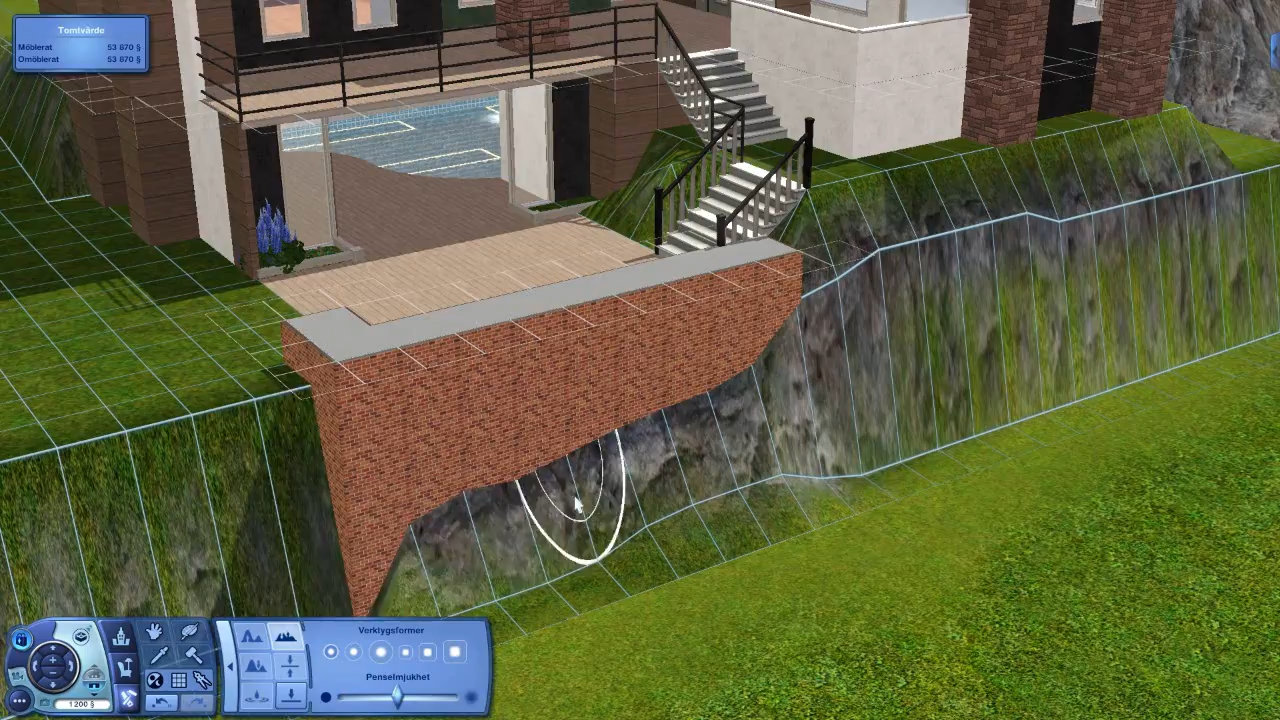 Tomtvärde
Möblerat 53 870 §
Omöblerat 53 870 §
Verktygsformer
Penselmjukhet
1 200 §